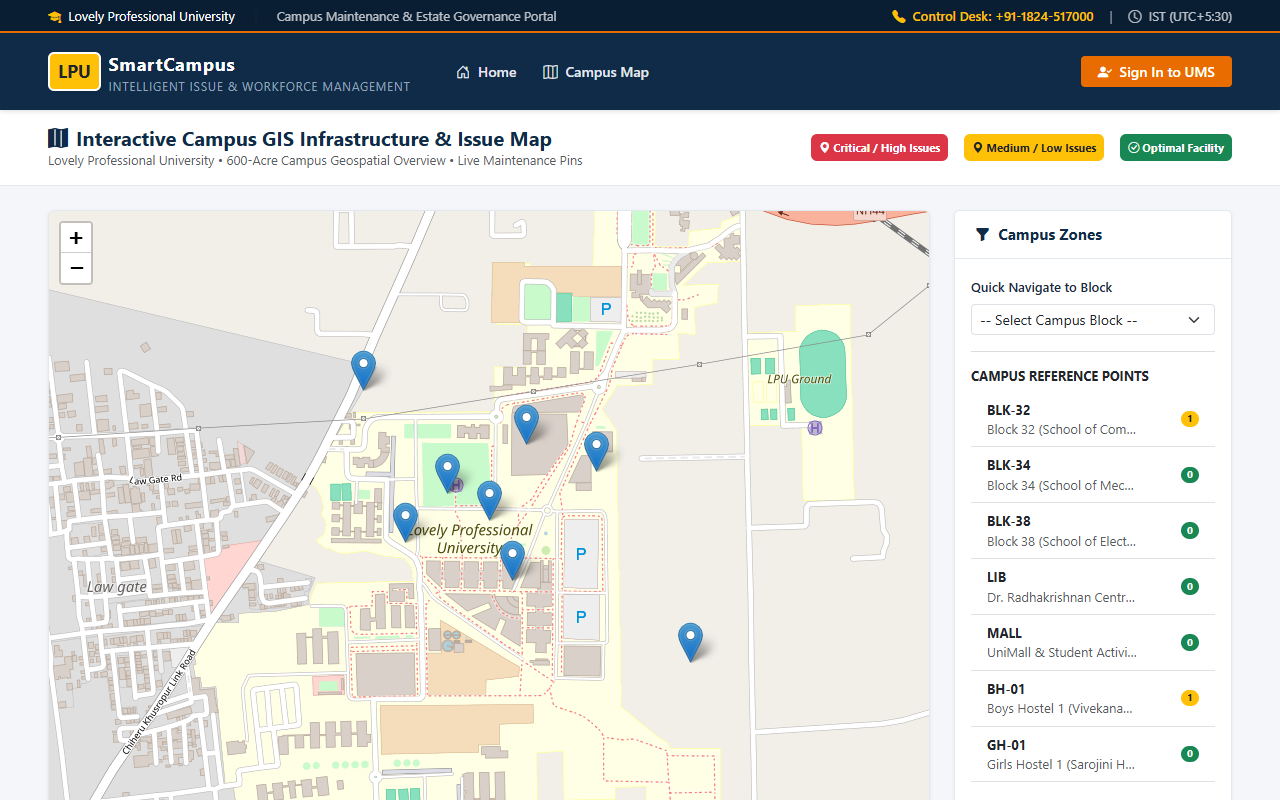 Lovely Professional University
Campus Maintenance & Estate Governance Portal
Control Desk: +91-1824-517000
|
IST (UTC+5:30)
LPU
SmartCampus
INTELLIGENT ISSUE & WORKFORCE MANAGEMENT
Home
Campus Map
Sign In to UMS
Interactive Campus GIS Infrastructure & Issue Map
Lovely Professional University • 600-Acre Campus Geospatial Overview • Live Maintenance Pins
Critical / High Issues
Medium / Low Issues
Optimal Facility
+
−
NH44
P
LPU Ground
H
H
Law Gate Rd
Lovely Professional
University
P
P
Law gate
Chiheru Khusropur Link Road
Campus Zones
Quick Navigate to Block
-- Select Campus Block --
CAMPUS REFERENCE POINTS
BLK-32
Block 32 (School of Com...
1
BLK-34
Block 34 (School of Mec...
0
BLK-38
Block 38 (School of Elect...
0
LIB
Dr. Radhakrishnan Centr...
0
MALL
UniMall & Student Activi...
0
BH-01
Boys Hostel 1 (Vivekana...
1
GH-01
Girls Hostel 1 (Sarojini H...
0